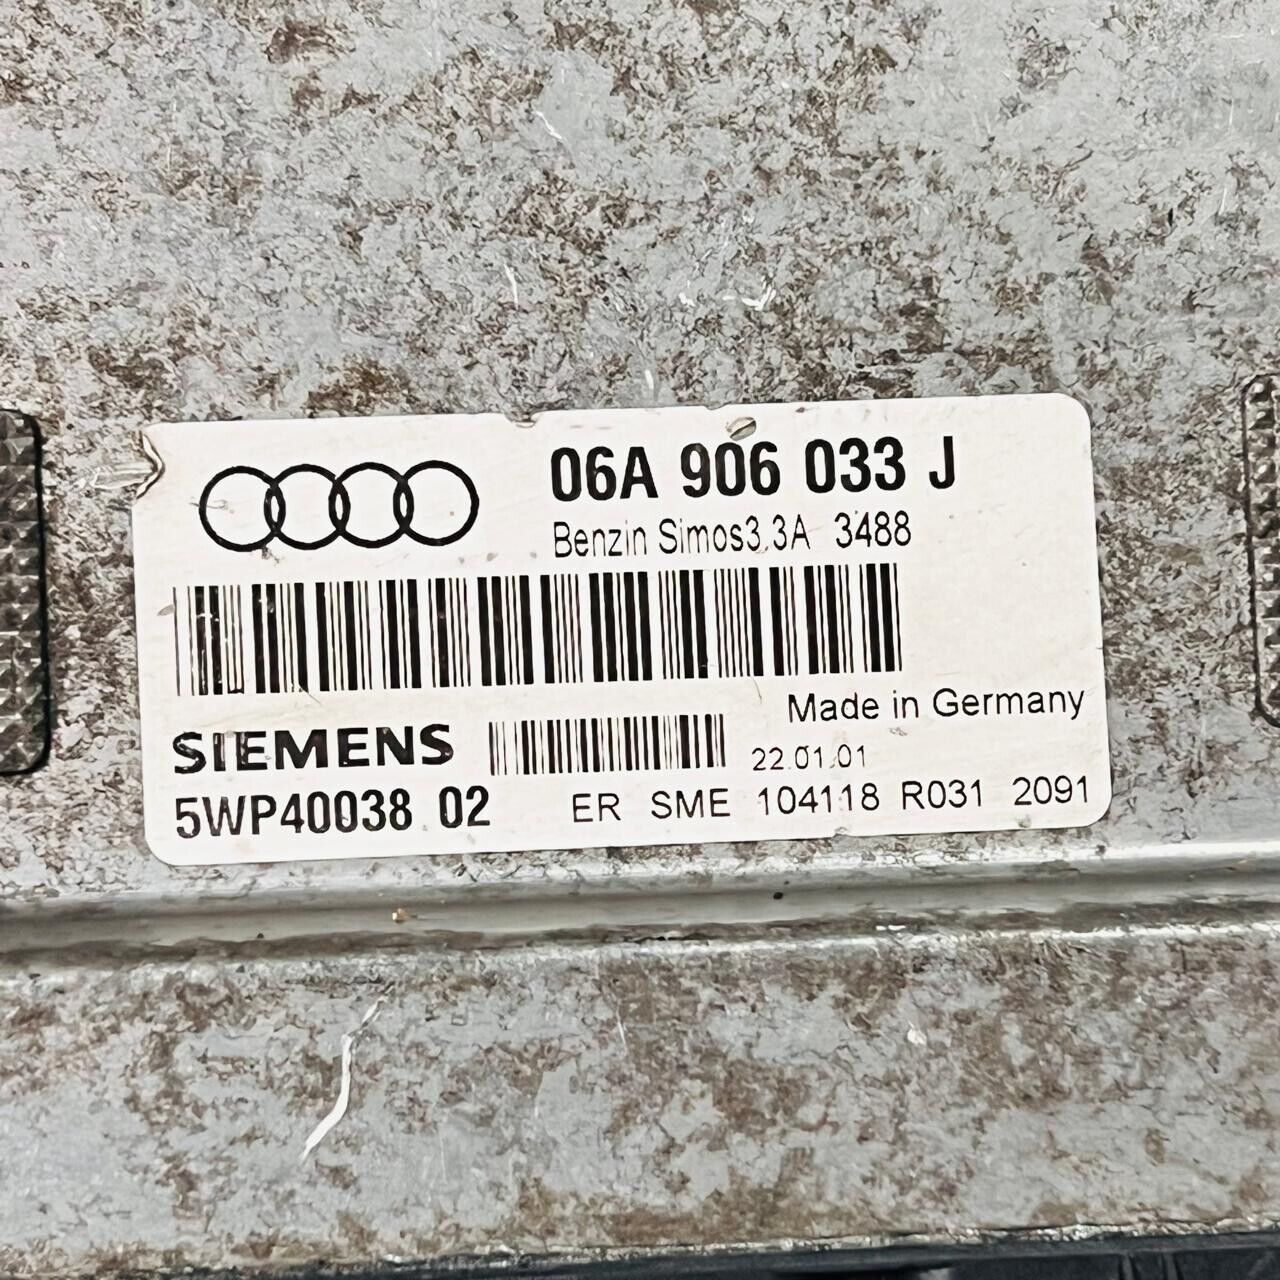 06A 906 033 J
Benzin Simos3.3A 3488
Made in Germany
SIEMENS
22.01.01
5WP40038 02
ER SME 104118 R031 2091